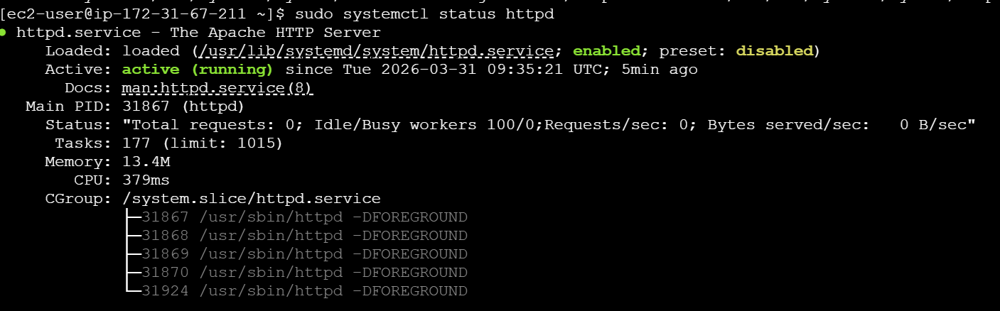 [ec2-user@ip-172-31-67-211 ~]$ sudo systemctl status httpd
● httpd.service - The Apache HTTP Server
     Loaded: loaded (/usr/lib/systemd/system/httpd.service; enabled; preset: disabled)
     Active: active (running) since Tue 2026-03-31 09:35:21 UTC; 5min ago
       Docs: man:httpd.service(8)
   Main PID: 31867 (httpd)
     Status: "Total requests: 0; Idle/Busy workers 100/0;Requests/sec: 0; Bytes served/sec:   0 B/sec"
      Tasks: 177 (limit: 1015)
     Memory: 13.4M
        CPU: 379ms
     CGroup: /system.slice/httpd.service
             ├─31867 /usr/sbin/httpd -DFOREGROUND
             ├─31868 /usr/sbin/httpd -DFOREGROUND
             ├─31869 /usr/sbin/httpd -DFOREGROUND
             ├─31870 /usr/sbin/httpd -DFOREGROUND
             └─31924 /usr/sbin/httpd -DFOREGROUND